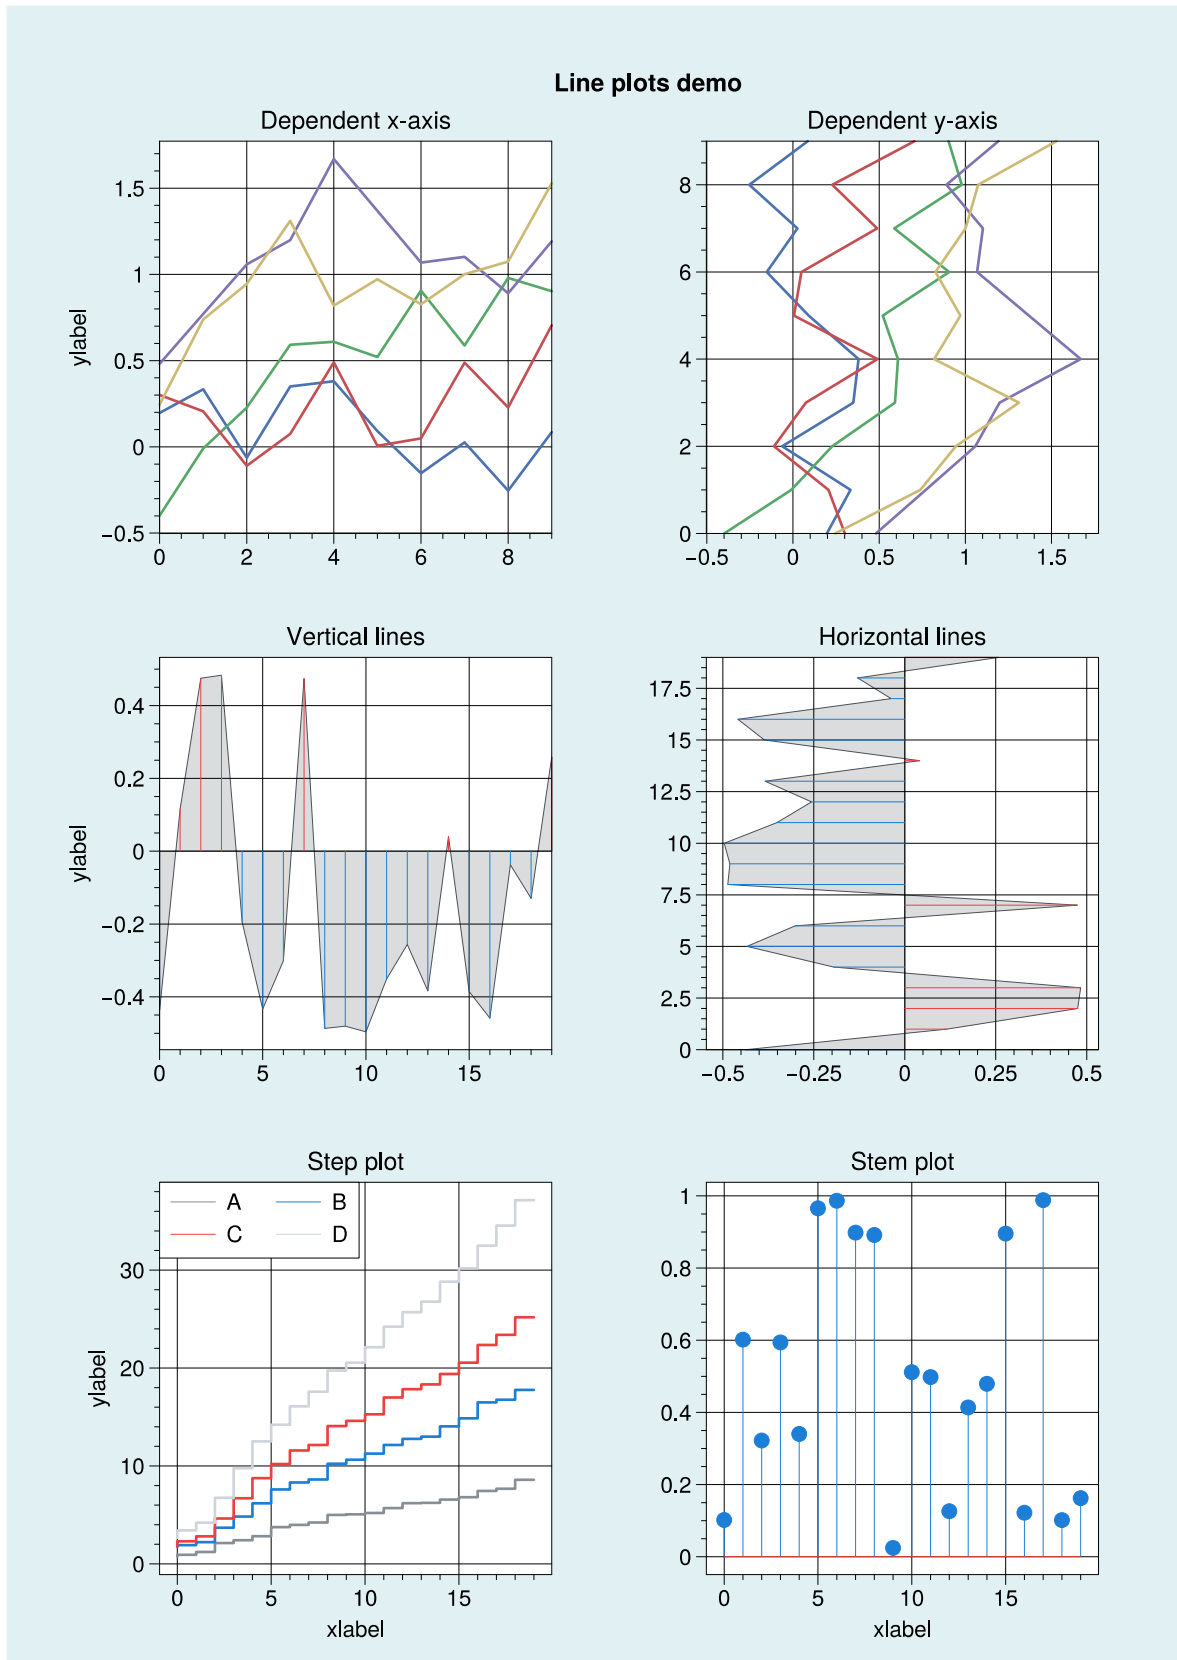 Line plots demo
Dependent x-axis
Dependent y-axis
ylabel
1.5
1
0.5
0
−0.5
0 2 4 6 8
8
6
4
2
0
−0.5 0 0.5 1 1.5
Vertical lines
Horizontal lines
ylabel
0.4
0.2
0
−0.2
−0.4
0 5 10 15
17.5
15
12.5
10
7.5
5
2.5
0
−0.5 −0.25 0 0.25 0.5
Step plot
Stem plot
A B
C D
ylabel
30
20
10
0
0 5 10 15
xlabel
1
0.8
0.6
0.4
0.2
0
0 5 10 15
xlabel